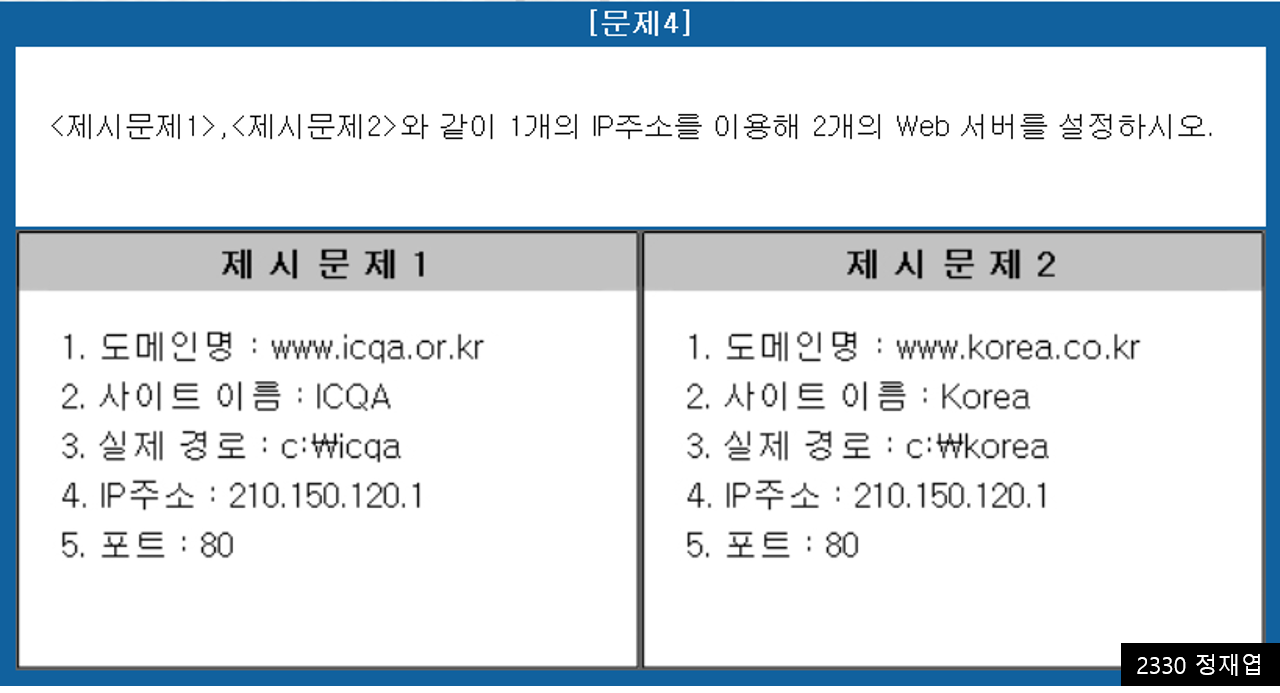 [문제4]
<제시문제1>,<제시문제2>와 같이 1개의 IP주소를 이용해 2개의 Web 서버를 설정하시오.
제 시 문 제 1
1. 도메인명 : www.icqa.or.kr
2. 사이트 이름 : ICQA
3. 실제 경로 : c:₩icqa
4. IP주소 : 210.150.120.1
5. 포트 : 80
제 시 문 제 2
1. 도메인명 : www.korea.co.kr
2. 사이트 이름 : Korea
3. 실제 경로 : c:₩korea
4. IP주소 : 210.150.120.1
5. 포트 : 80
2330 정재엽